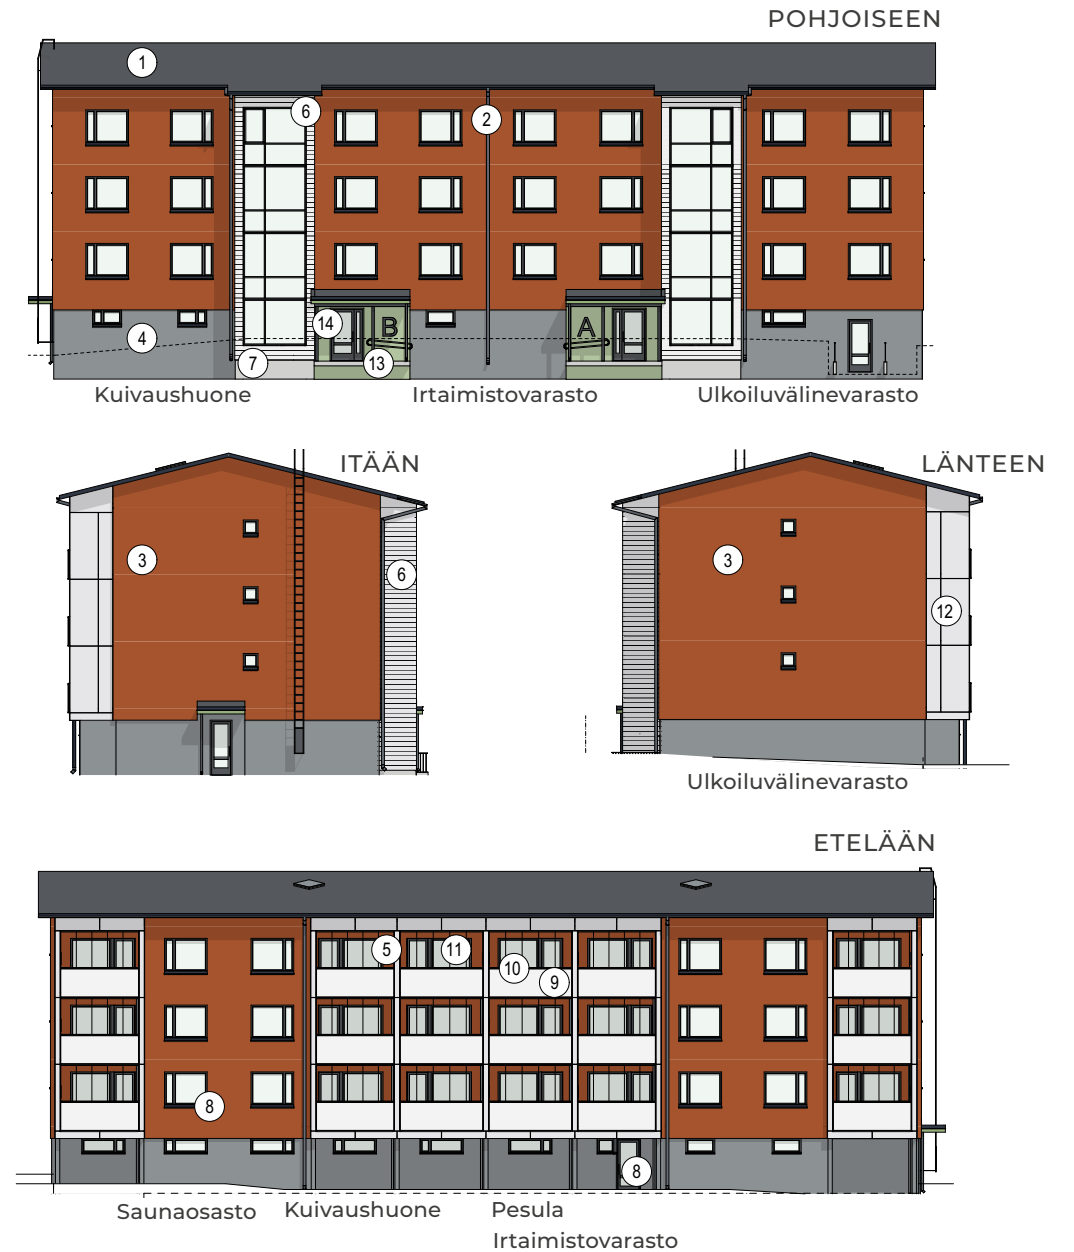 POHJOISEEN
1
6
2
14
B
A
4
7
13
Kuivaushuone
Irtaimistovarasto
Ulkoiluvälinevarasto
ITÄÄN
LÄNTEEN
3
6
3
12
Ulkoiluvälinevarasto
ETELÄÄN
5
11
10
9
8
8
Saunaosasto
Kuivaushuone
Pesula
Irtaimistovarasto